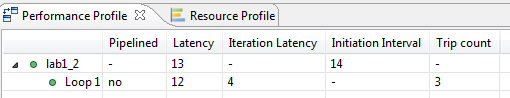 Performance Profile Resource Profile
Pipelined Latency Iteration Latency Initiation Interval Trip count
lab1_2 - 13 - 14 -
Loop 1 no 12 4 - 3